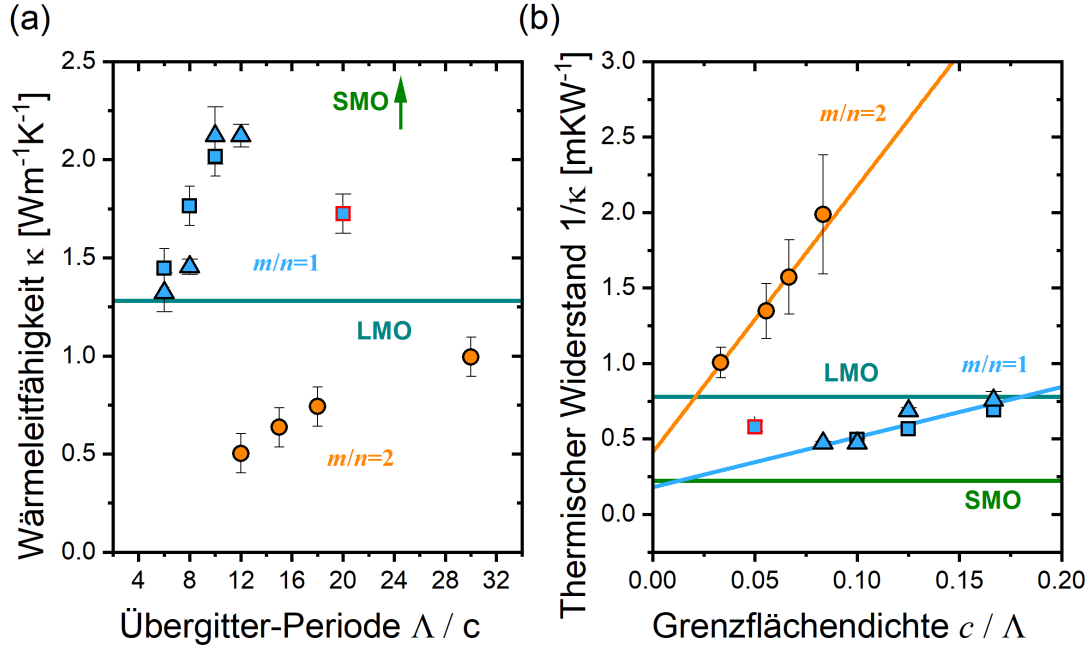 (a)
(b)
Wärmeleitfähigkeit κ [Wm⁻¹K⁻¹]
2.5
2.0
1.5
1.0
0.5
0.0
SMO
m/n=1
LMO
m/n=2
4 8 12 16 20 24 28 32
Übergitter-Periode Λ / c
Thermischer Widerstand 1/κ [mKW⁻¹]
3.0
2.5
2.0
1.5
1.0
0.5
0.0
m/n=2
LMO
m/n=1
SMO
0.00 0.05 0.10 0.15 0.20
Grenzflächendichte c / Λ